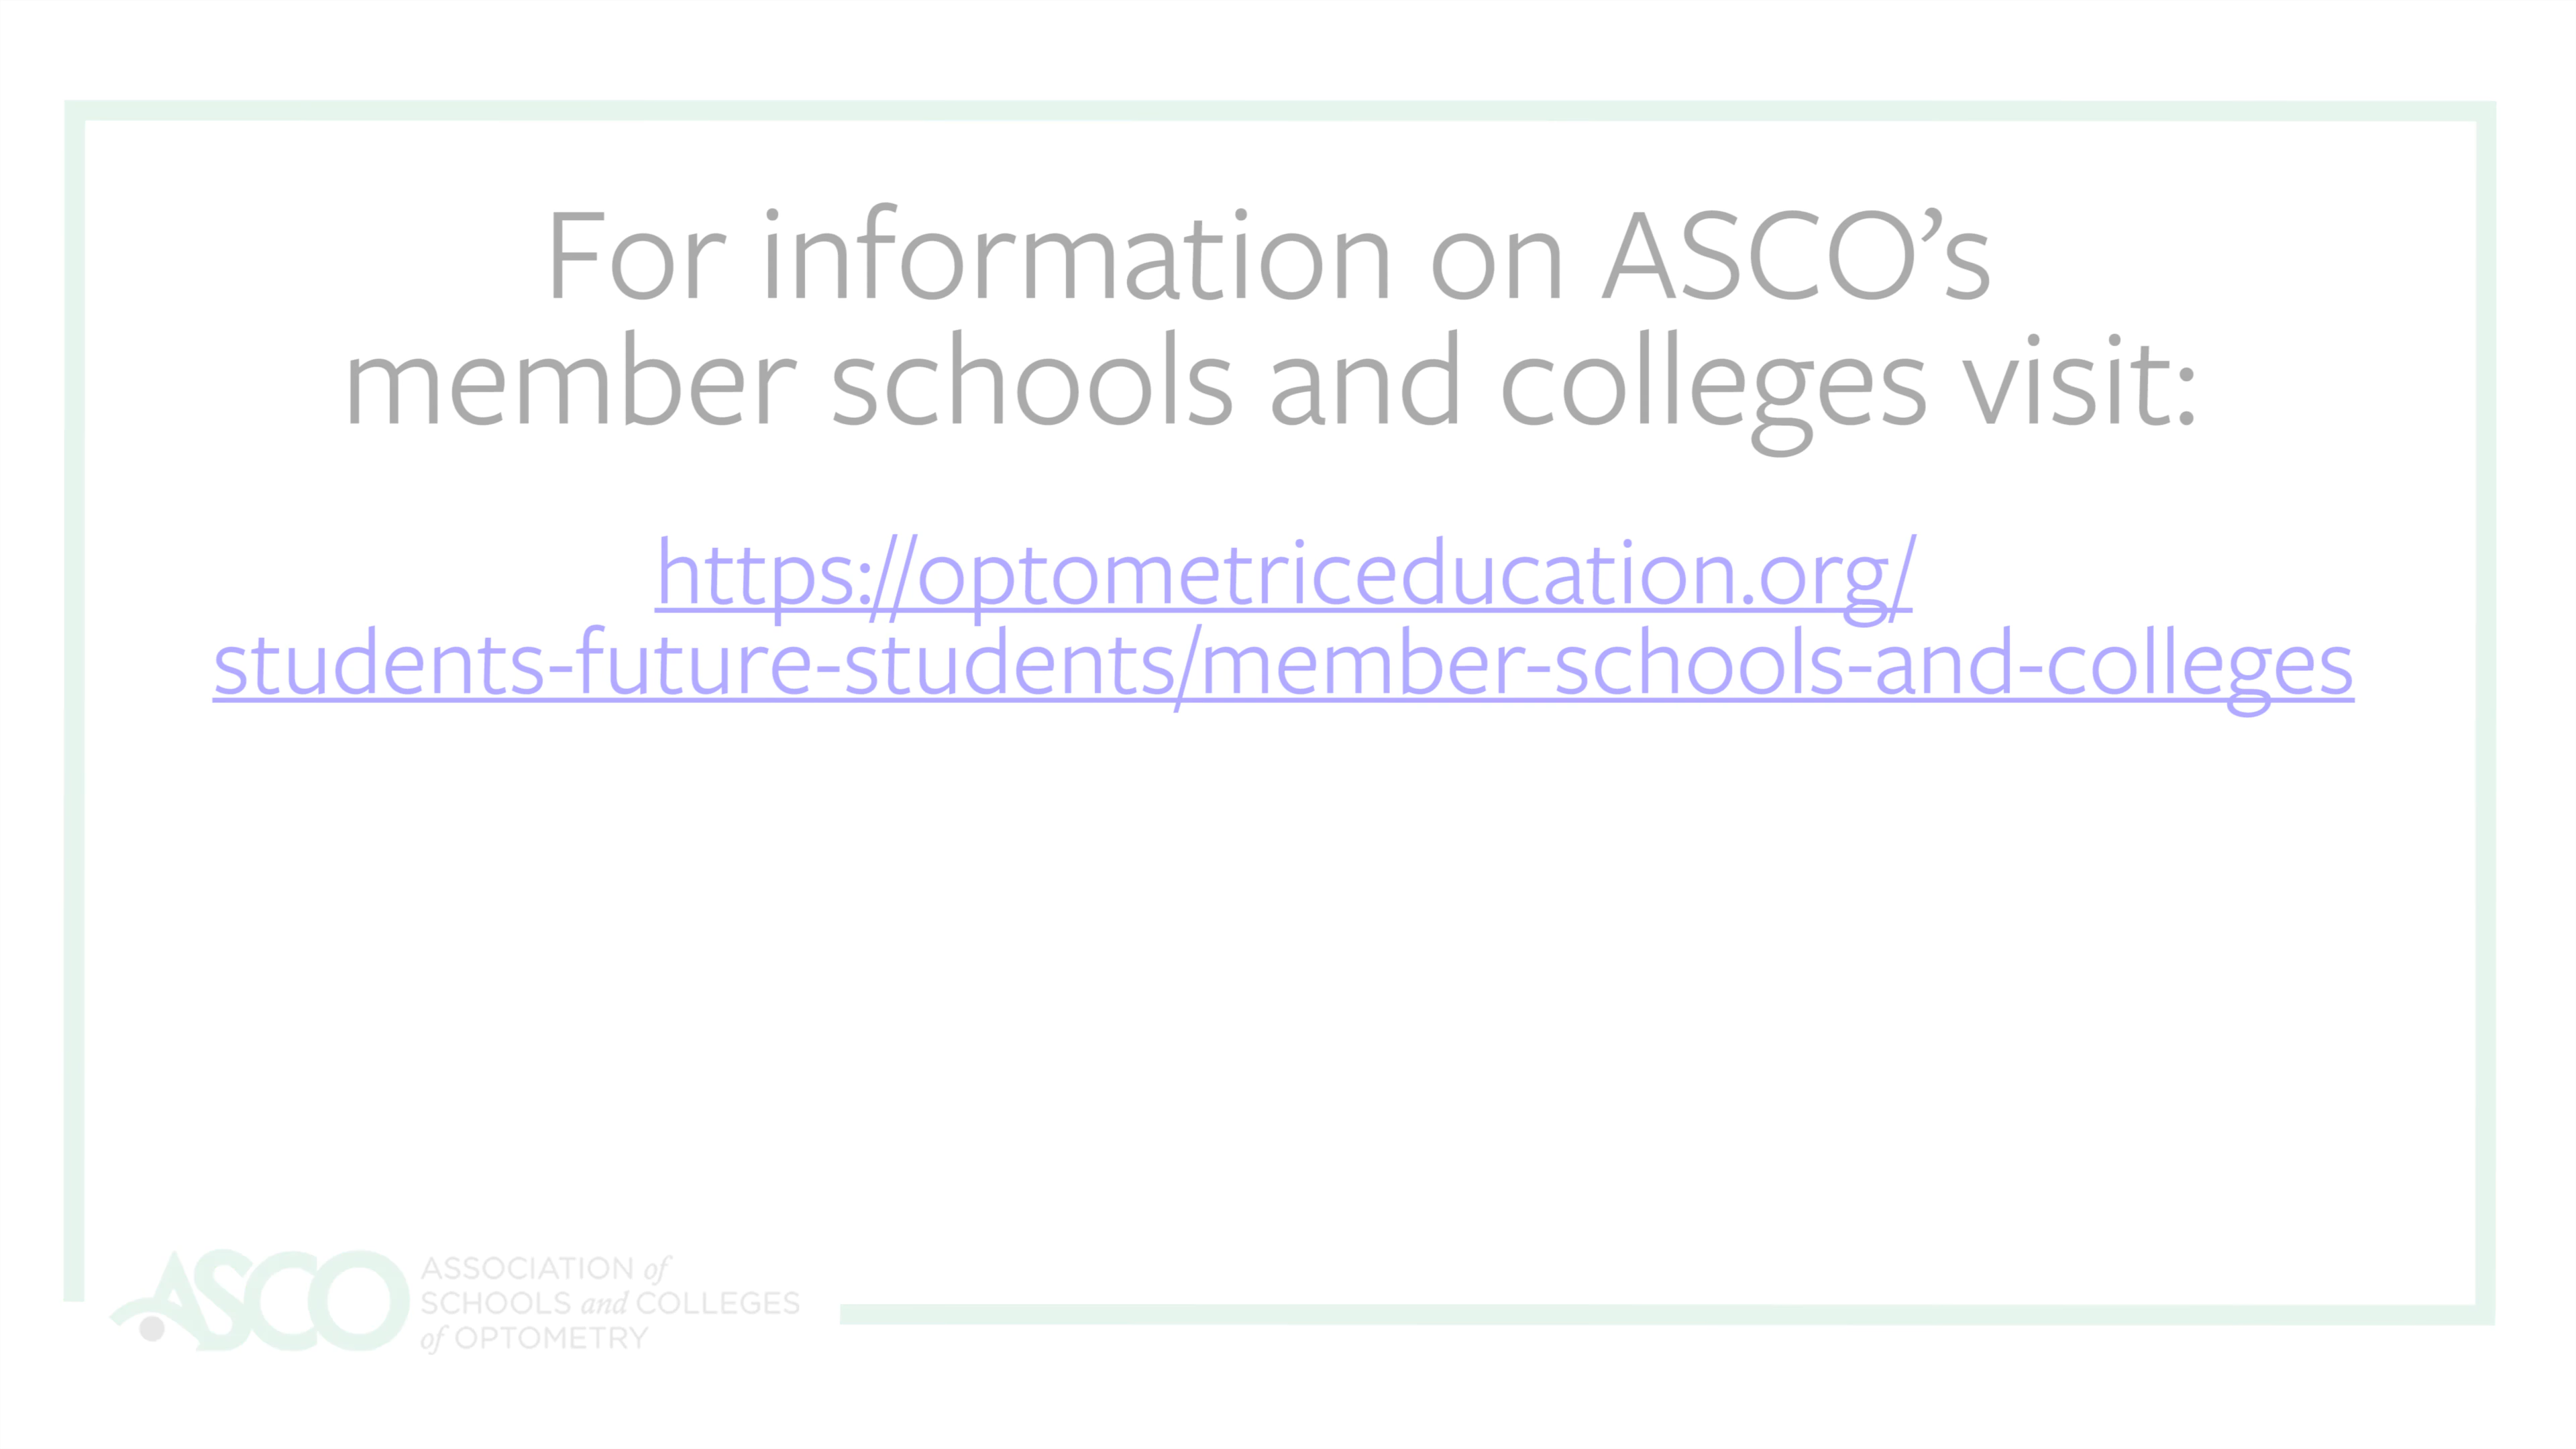 For information on ASCO’s
member schools and colleges visit:
https://optometriceducation.org/
students-future-students/member-schools-and-colleges
ASCO
ASSOCIATION of
SCHOOLS and COLLEGES
of OPTOMETRY